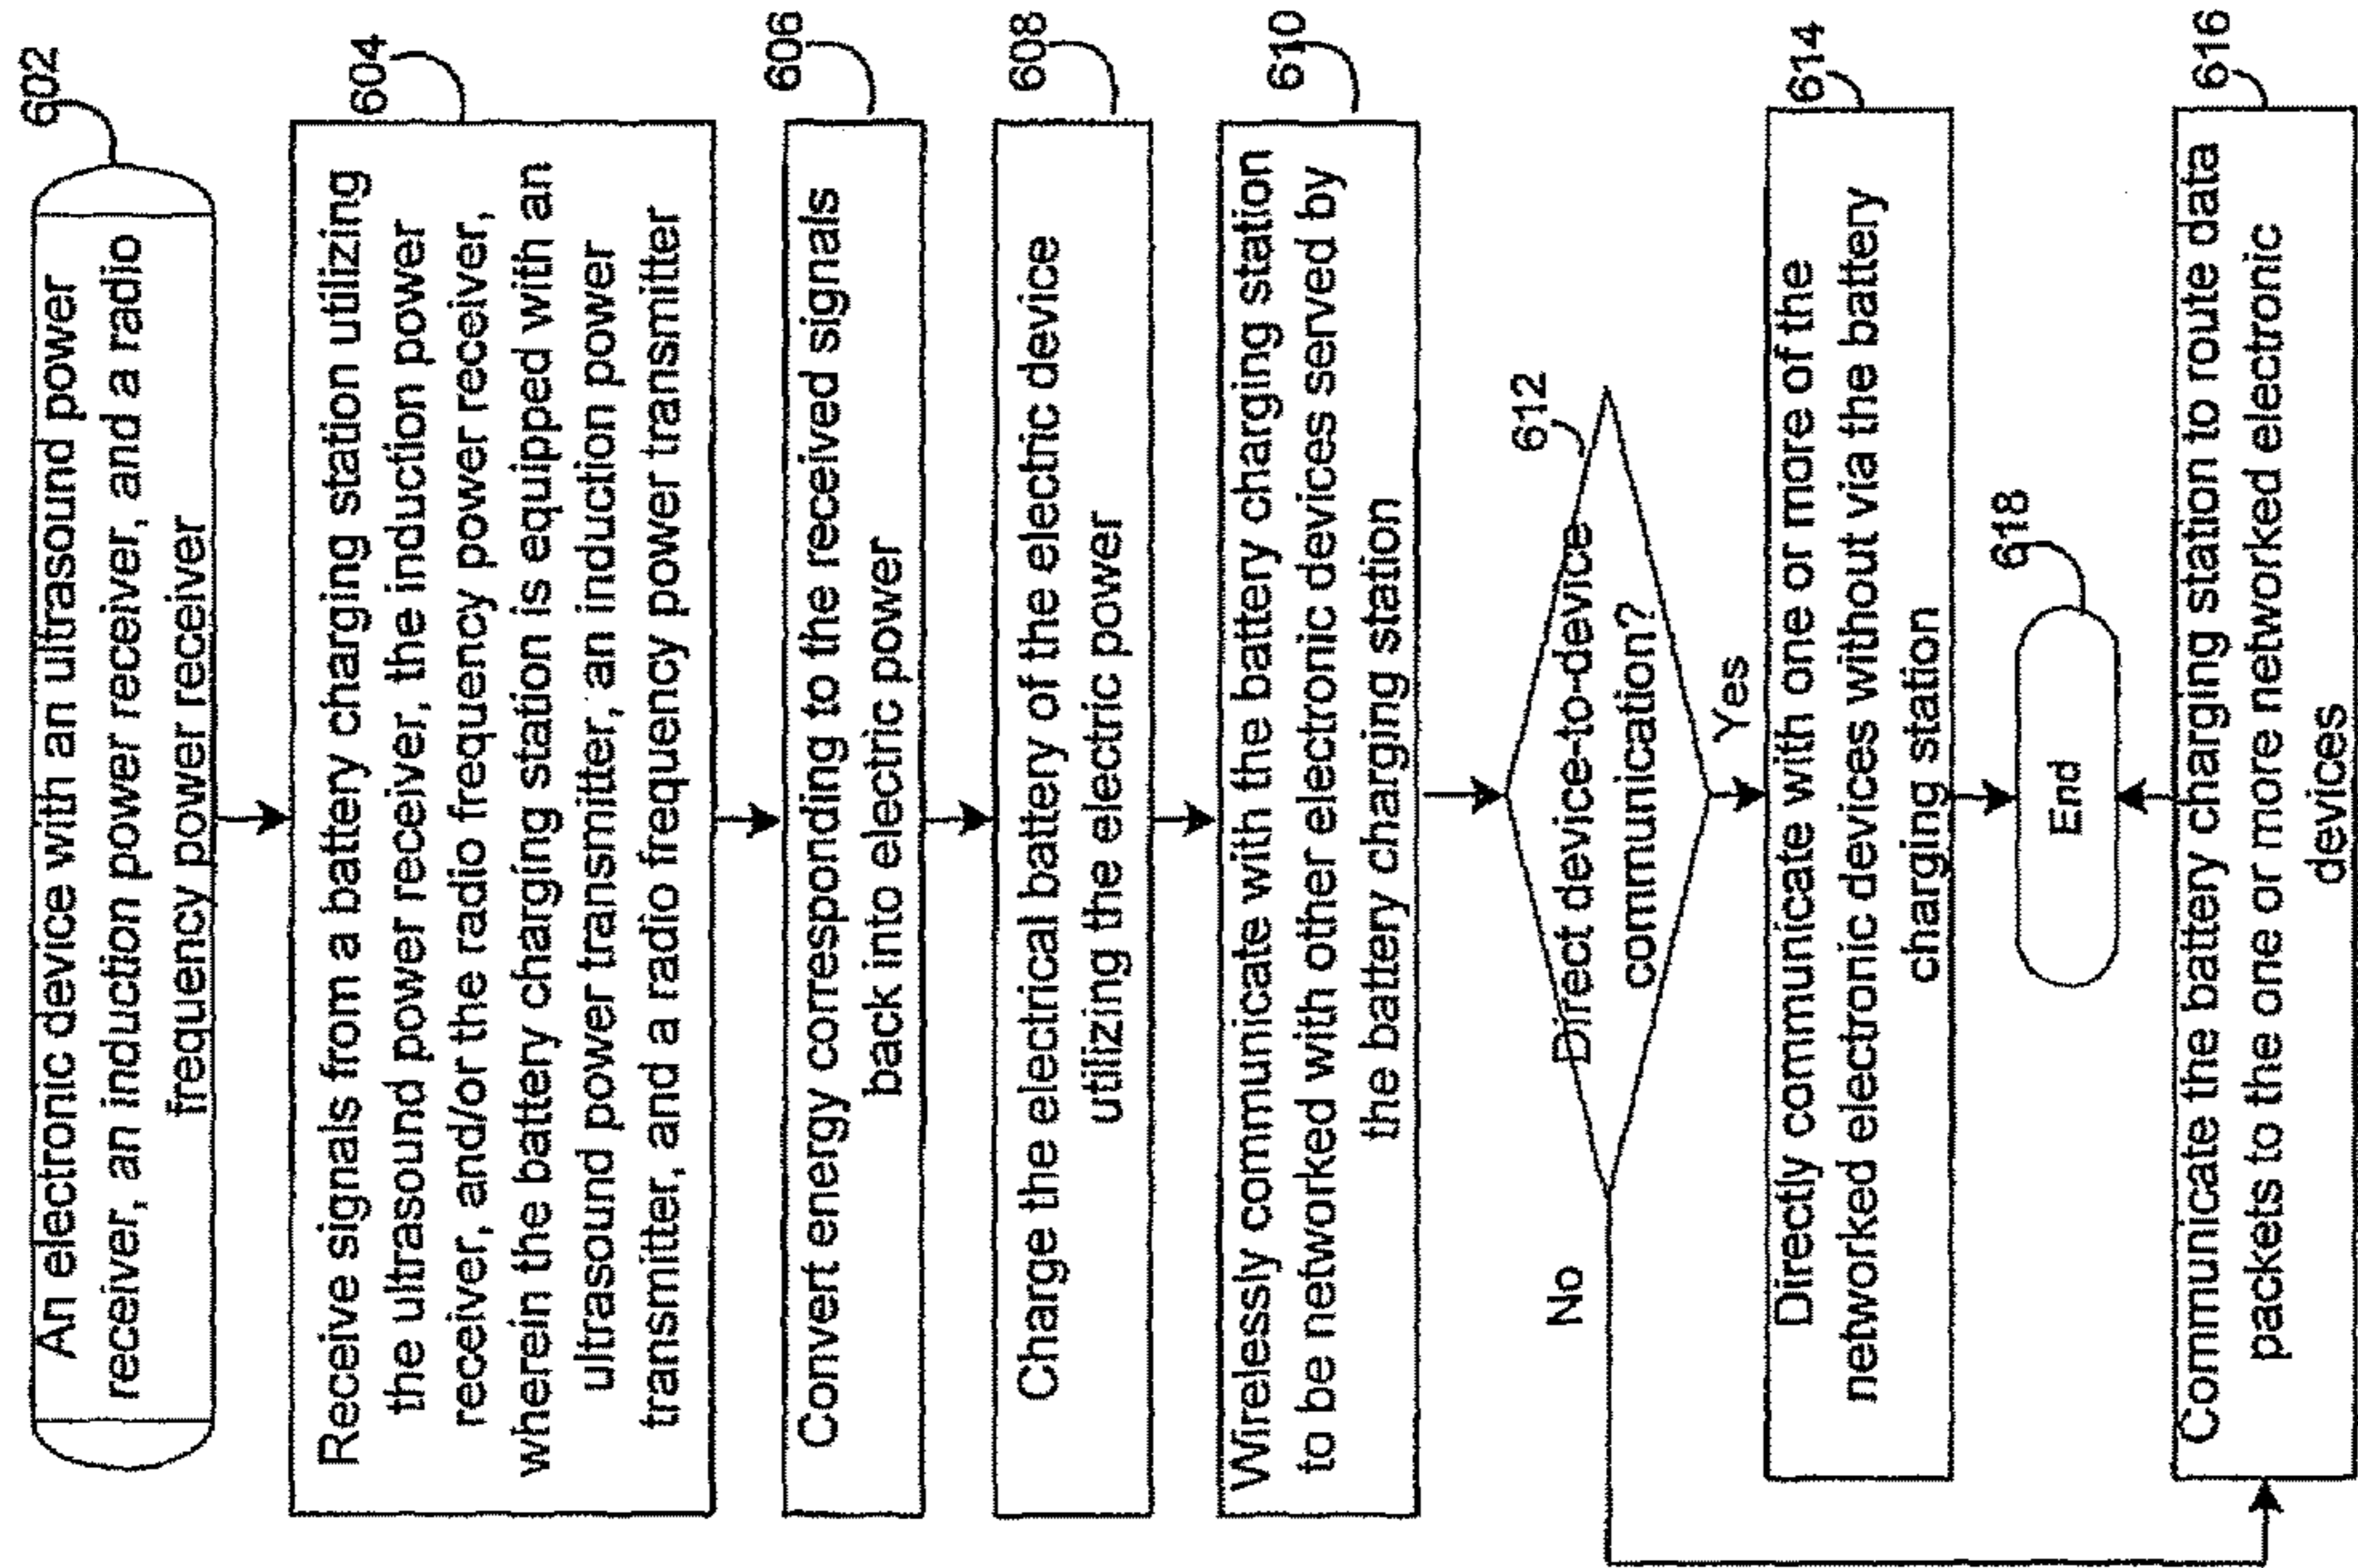 602
An electronic device with an ultrasound power
receiver, an induction power receiver, and a radio
frequency power receiver
604
Receive signals from a battery charging station utilizing
the ultrasound power receiver, the induction power
receiver, and/or the radio frequency power receiver,
wherein the battery charging station is equipped with an
ultrasound power transmitter, an induction power
transmitter, and a radio frequency power transmitter
606
Convert energy corresponding to the received signals
back into electric power
608
Charge the electrical battery of the electric device
utilizing the electric power
610
Wirelessly communicate with the battery charging station
to be networked with other electronic devices served by
the battery charging station
612
Direct device-to-device
communication?
No
Yes
614
Directly communicate with one or more of the
networked electronic devices without via the battery
charging station
618
End
616
Communicate the battery charging station to route data
packets to the one or more networked electronic
devices